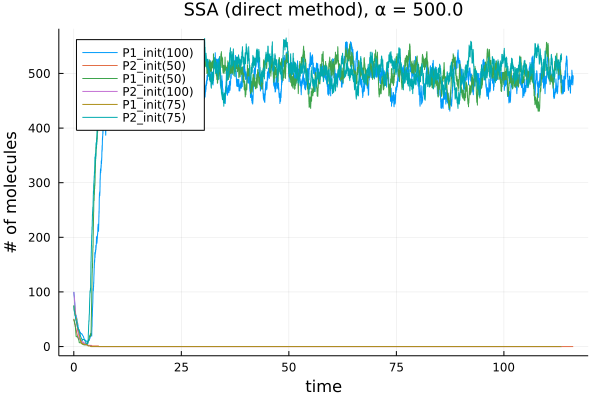 SSA (direct method), α = 500.0
P1_init(100)
P2_init(50)
P1_init(50)
P2_init(100)
P1_init(75)
P2_init(75)
500
400
300
200
100
0
# of molecules
0 25 50 75 100
time